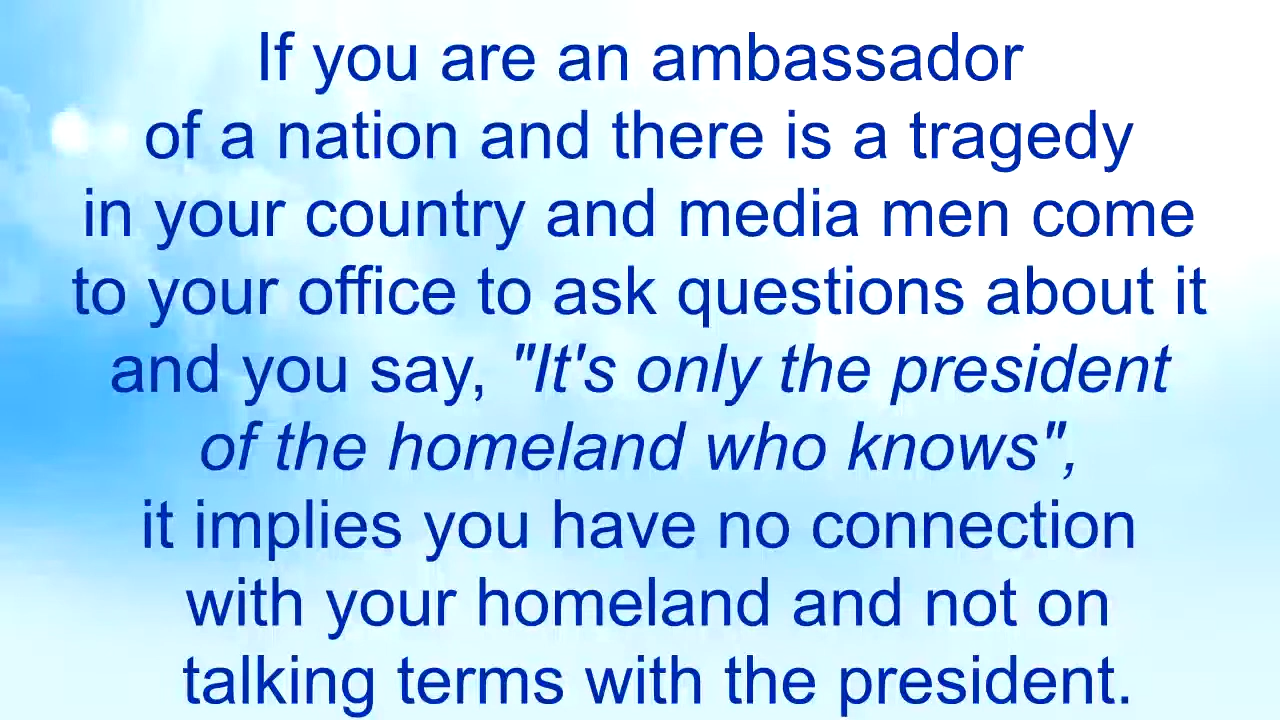 If you are an ambassador
of a nation and there is a tragedy
in your country and media men come
to your office to ask questions about it
and you say, "It's only the president
of the homeland who knows",
it implies you have no connection
with your homeland and not on
talking terms with the president.